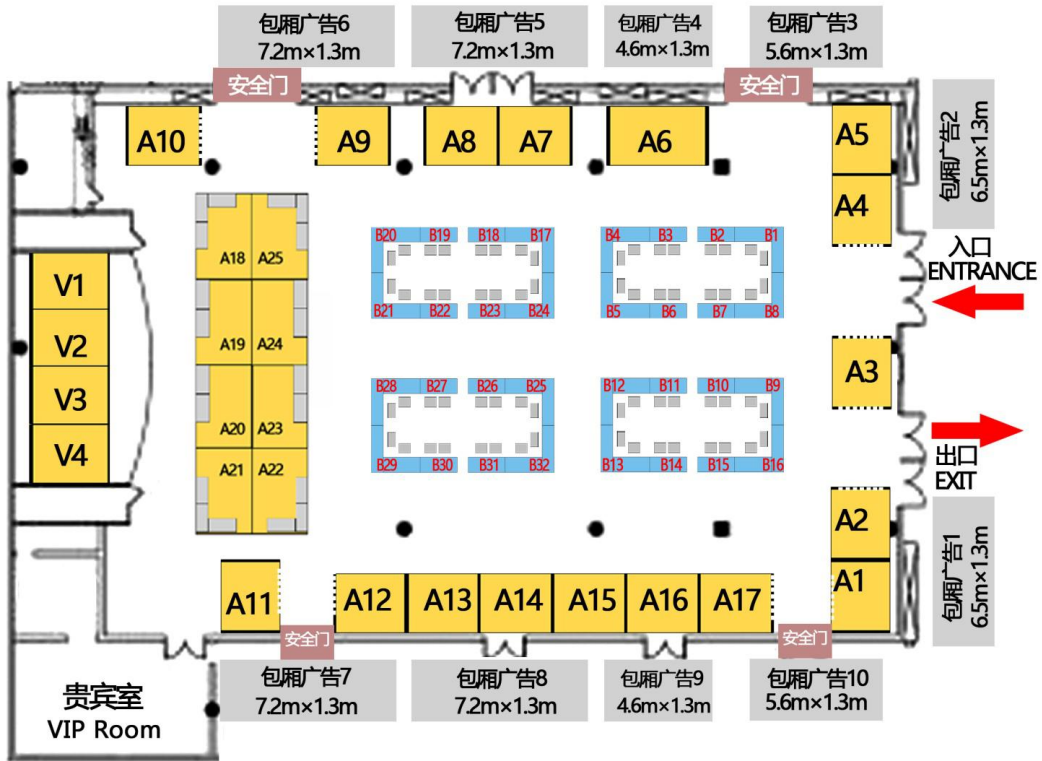 包厢广告6
7.2m×1.3m
包厢广告5
7.2m×1.3m
包厢广告4
4.6m×1.3m
包厢广告3
5.6m×1.3m
安全门
安全门
包厢广告2
6.5m×1.3m
A10
A9
A8
A7
A6
A5
A4
入口
ENTRANCE
A18
A25
A19
A24
A20
A23
A21
A22
V1
V2
V3
V4
B20
B19
B18
B17
B21
B22
B23
B24
B4
B3
B2
B1
B5
B6
B7
B8
B28
B27
B26
B25
B29
B30
B31
B32
B12
B11
B10
B9
B13
B14
B15
B16
A3
出口
EXIT
A2
A1
包厢广告1
6.5m×1.3m
A11
A12
A13
A14
A15
A16
A17
安全门
安全门
包厢广告7
7.2m×1.3m
包厢广告8
7.2m×1.3m
包厢广告9
4.6m×1.3m
包厢广告10
5.6m×1.3m
贵宾室
VIP Room